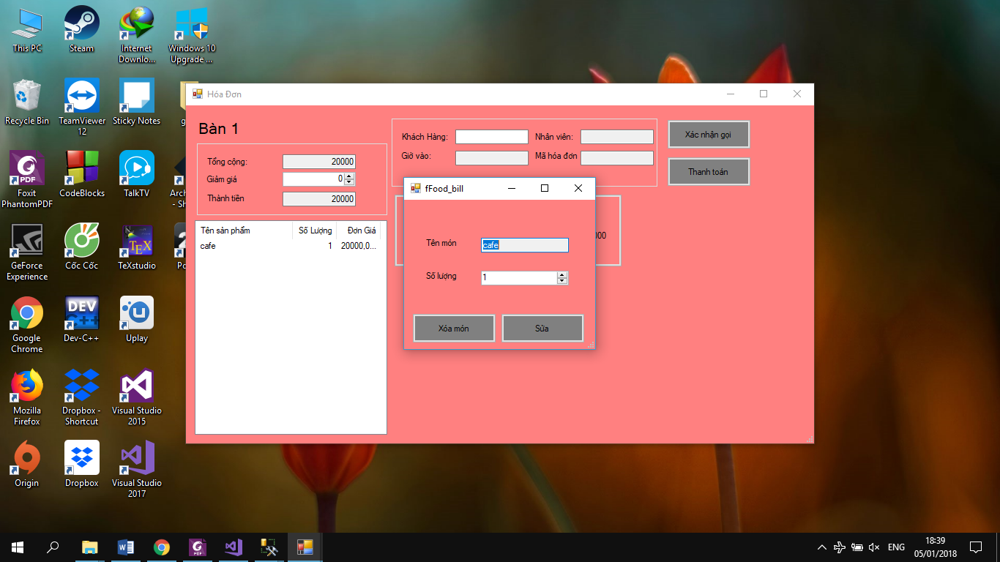 This PC
Steam
Internet
Downlo...
Windows 10
Upgrade ...
Recycle Bin
TeamViewer
12
Sticky Notes
g
Foxit
PhantomPDF
CodeBlocks
TalkTV
Arch
- Sh
GeForce
Experience
Cốc Cốc
TeXstudio
Po
Google
Chrome
Dev-C++
Uplay
Mozilla
Firefox
Dropbox -
Shortcut
Visual Studio
2015
Origin
Dropbox
Visual Studio
2017
Hóa Đơn
Bàn 1
Tổng cộng:
20000
Giảm giá
0
Thành tiền
20000
Tên sản phẩm
Số Lượng
Đơn Giá
cafe
1
20000,0...
Khách Hàng:
Nhân viên:
Giờ vào:
Mã hóa đơn
Xác nhận gọi
Thanh toán
000
fFood_bill
Tên món
cafe
Số lượng
1
Xóa món
Sửa
ENG
18:39
05/01/2018